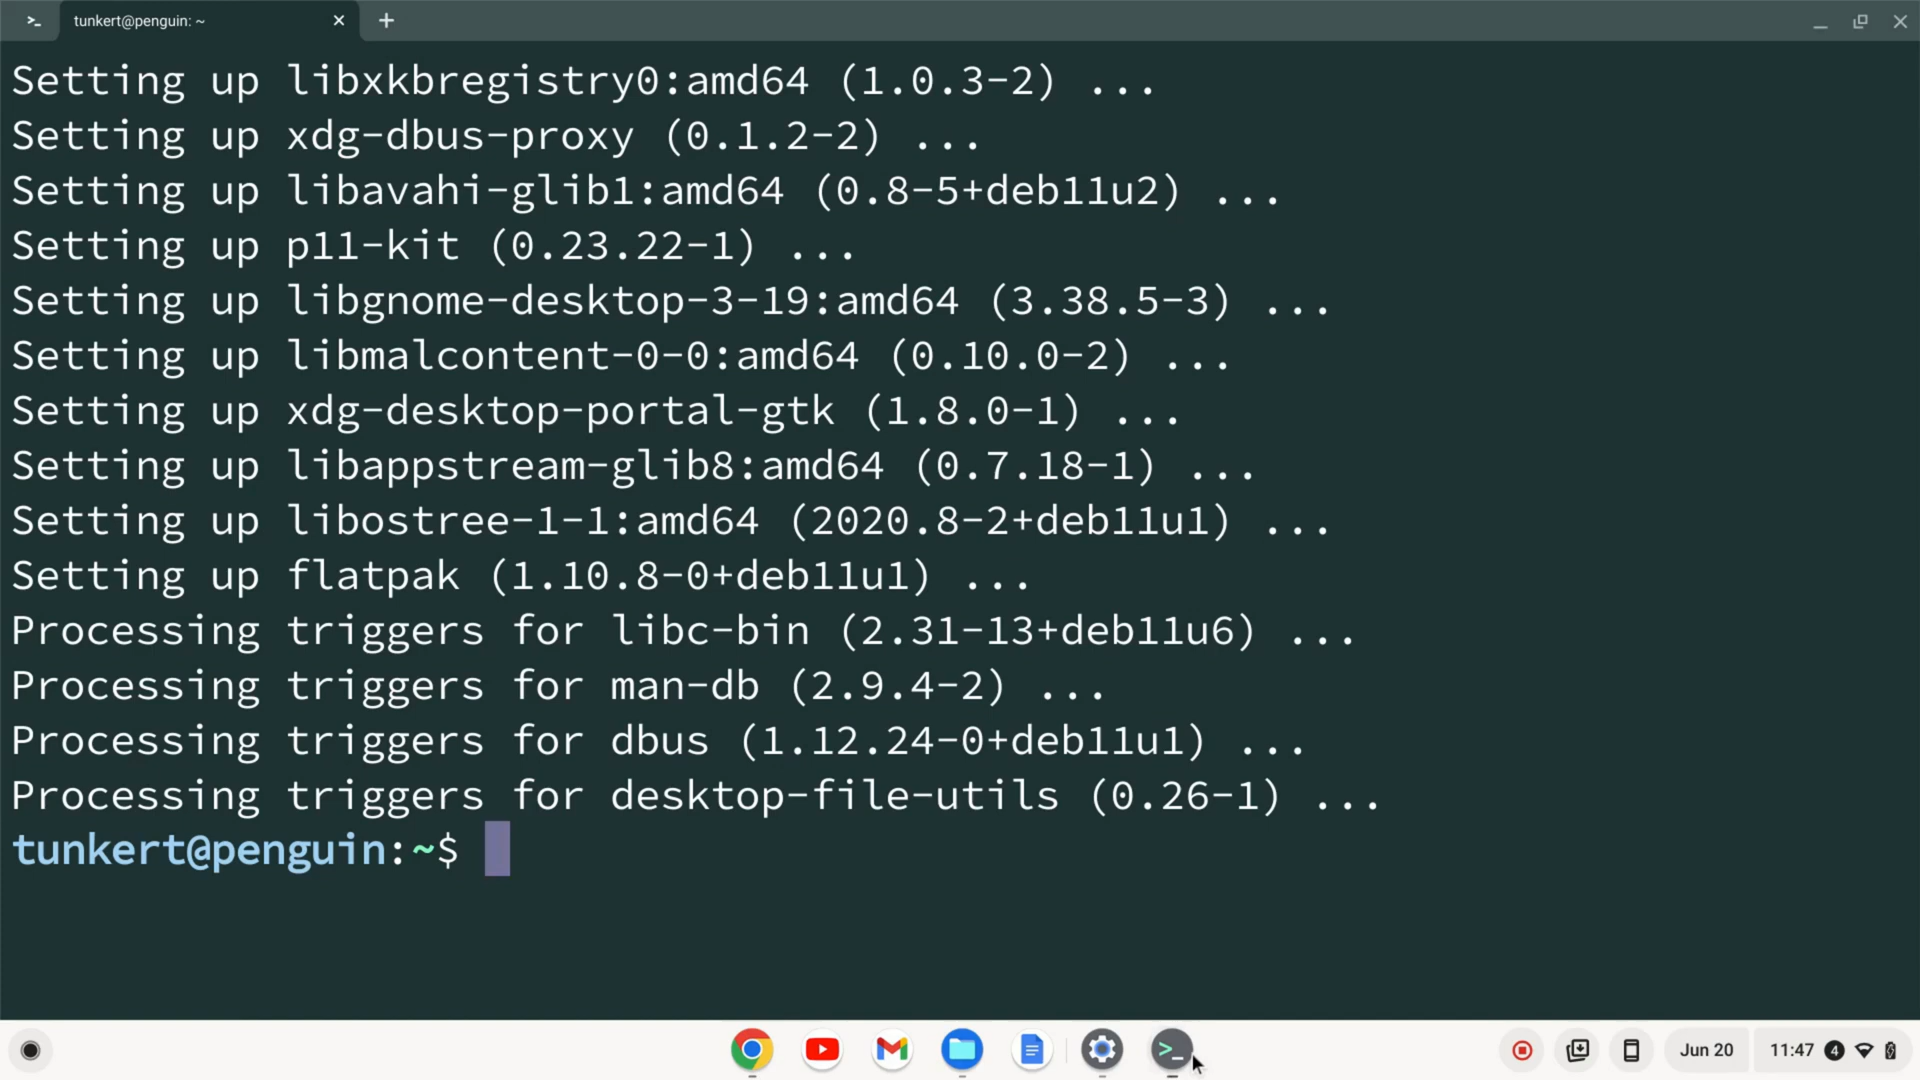 tunkert@penguin: ~
Setting up libxkbregistry0:amd64 (1.0.3-2) ...
Setting up xdg-dbus-proxy (0.1.2-2) ...
Setting up libavahi-glib1:amd64 (0.8-5+deb11u2) ...
Setting up p11-kit (0.23.22-1) ...
Setting up libgnome-desktop-3-19:amd64 (3.38.5-3) ...
Setting up libmalcontent-0-0:amd64 (0.10.0-2) ...
Setting up xdg-desktop-portal-gtk (1.8.0-1) ...
Setting up libappstream-glib8:amd64 (0.7.18-1) ...
Setting up libostree-1-1:amd64 (2020.8-2+deb11u1) ...
Setting up flatpak (1.10.8-0+deb11u1) ...
Processing triggers for libc-bin (2.31-13+deb11u6) ...
Processing triggers for man-db (2.9.4-2) ...
Processing triggers for dbus (1.12.24-0+deb11u1) ...
Processing triggers for desktop-file-utils (0.26-1) ...
tunkert@penguin:~$
Jun 20 11:47 4